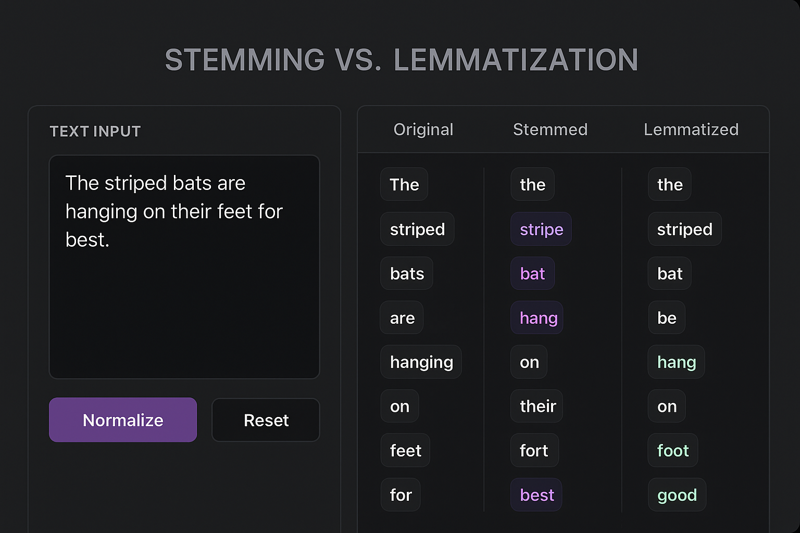 STEMMING VS. LEMMATIZATION
TEXT INPUT
The striped bats are
hanging on their feet for
best.
Normalize Reset
Original Stemmed Lemmatized
The the the
striped stripe striped
bats bat bat
are hang be
hanging on hang
on their on
feet fort foot
for best good